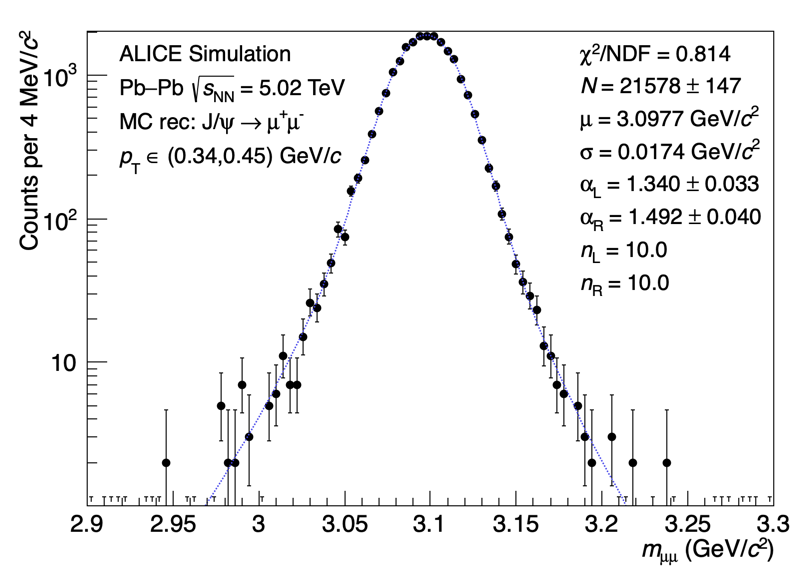 ALICE Simulation
Pb–Pb √sNN = 5.02 TeV
MC rec: J/ψ → μ+μ-
pT ∈ (0.34,0.45) GeV/c
χ2/NDF = 0.814
N = 21578 ± 147
μ = 3.0977 GeV/c2
σ = 0.0174 GeV/c2
αL = 1.340 ± 0.033
αR = 1.492 ± 0.040
nL = 10.0
nR = 10.0
Counts per 4 MeV/c2
103
102
10
2.9 2.95 3 3.05 3.1 3.15 3.2 3.25 3.3
mμμ (GeV/c2)